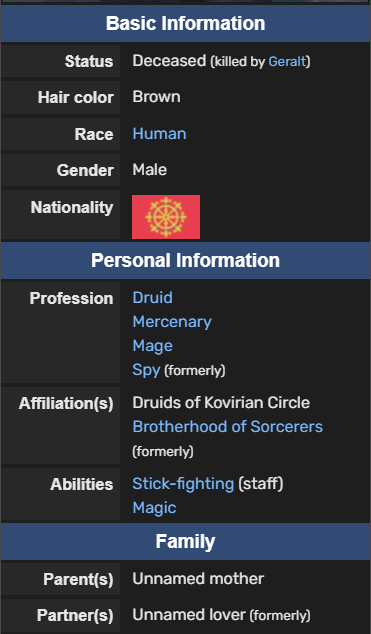 Basic Information
Status Deceased (killed by Geralt)
Hair color Brown
Race Human
Gender Male
Nationality
Personal Information
Profession Druid
Mercenary
Mage
Spy (formerly)
Affiliation(s) Druids of Kovirian Circle
Brotherhood of Sorcerers
(formerly)
Abilities Stick-fighting (staff)
Magic
Family
Parent(s) Unnamed mother
Partner(s) Unnamed lover (formerly)